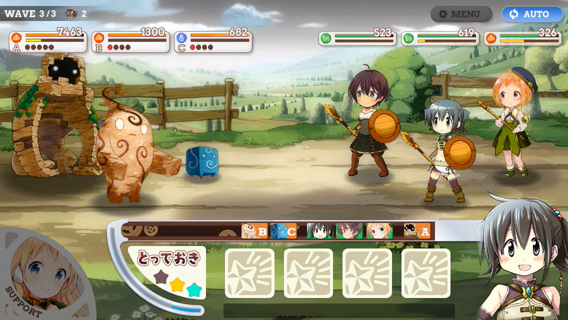 WAVE 3/3 2
MENU
AUTO
7463
A
1300
B
682
C
523
619
326
B
C
A
とっておき
SUPPORT